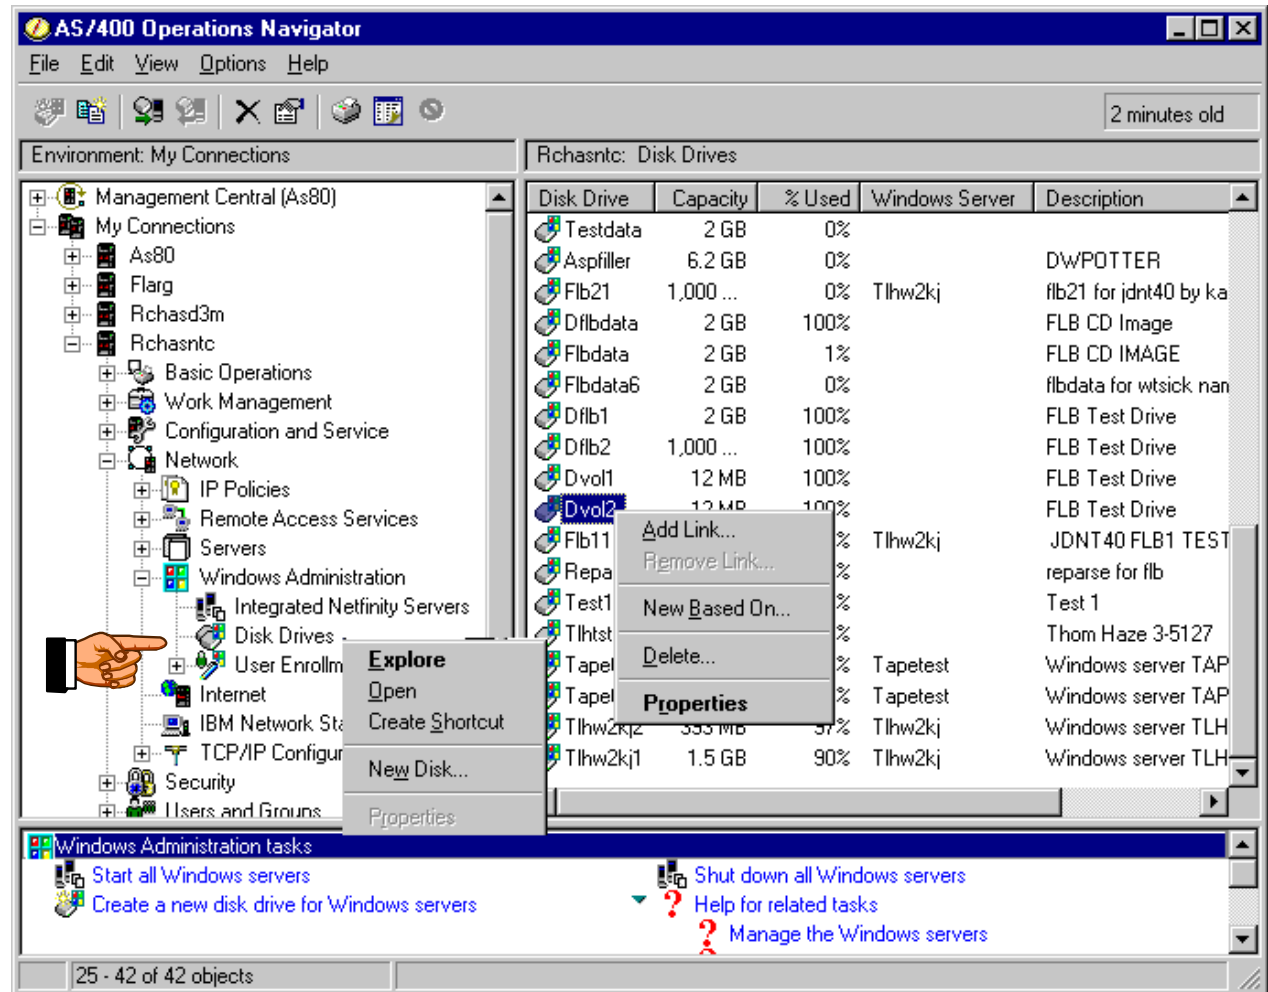 AS/400 Operations Navigator
File Edit View Options Help
2 minutes old
Environment: My Connections
Rchasntc: Disk Drives
Management Central (As80)
My Connections
As80
Flarg
Rchasd3m
Rchasntc
Basic Operations
Work Management
Configuration and Service
Network
IP Policies
Remote Access Services
Servers
Windows Administration
Integrated Netfinity Servers
Disk Drives
User Enrollm
Internet
IBM Network Sta
TCP/IP Configur
Security
Users and Groups
Explore
Open
Create Shortcut
New Disk...
Properties
Disk Drive Capacity % Used Windows Server Description
Testdata 2 GB 0%
Aspfiller 6.2 GB 0% DWPOTTER
Flb21 1,000 ... 0% Tlhw2kj flb21 for jdnt40 by ka
Dflbdata 2 GB 100% FLB CD Image
Flbdata 2 GB 1% FLB CD IMAGE
Flbdata6 2 GB 0% flbdata for wtsick nan
Dflb1 2 GB 100% FLB Test Drive
Dflb2 1,000 ... 100% FLB Test Drive
Dvol1 12 MB 100% FLB Test Drive
Dvol2 12 MB 100% FLB Test Drive
Flb11 % Tlhw2kj JDNT40 FLB1 TEST
Repa % reparse for flb
Test1 % Test 1
Tlhtst % Thom Haze 3-5127
Tapet % Tapetest Windows server TAP
Tapet % Tapetest Windows server TAP
Tlhw2kj2 393 MB 97% Tlhw2kj Windows server TLH
Tlhw2kj1 1.5 GB 90% Tlhw2kj Windows server TLH
Add Link...
Remove Link...
New Based On...
Delete...
Properties
Windows Administration tasks
Start all Windows servers
Create a new disk drive for Windows servers
Shut down all Windows servers
Help for related tasks
Manage the Windows servers
25 - 42 of 42 objects